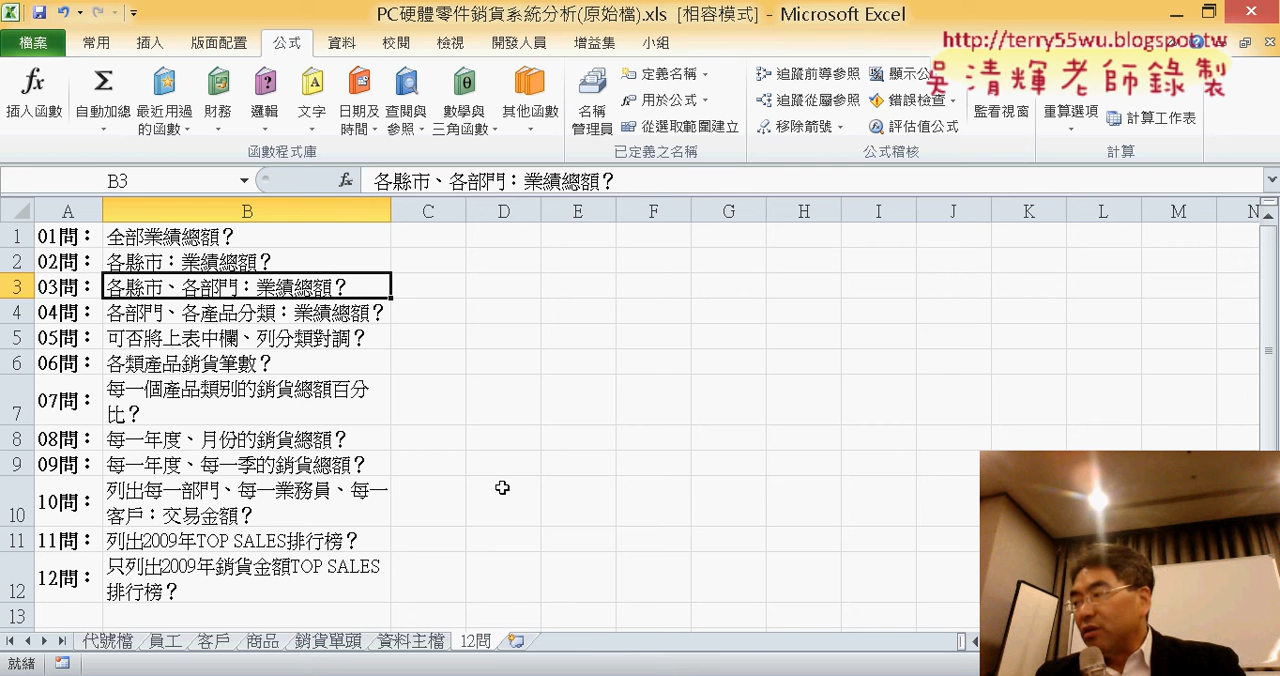 PC硬體零件銷貨系統分析(原始檔).xls [相容模式] - Microsoft Excel
檔案 常用 插入 版面配置 公式 資料 校閱 檢視 開發人員 增益集 小組
http://terry55wu.blogspot.tw
吳清輝老師錄製
插入函數
自動加總
最近用過的函數
財務
邏輯
文字
日期及時間
查閱與參照
數學與三角函數
其他函數
函數程式庫
名稱管理員
定義名稱
用於公式
從選取範圍建立
已定義之名稱
追蹤前導參照
追蹤從屬參照
移除箭號
顯示公
錯誤檢查
評估值公式
公式稽核
監看視窗
重算選項
計算工作表
計算
B3 fx 各縣市、各部門：業績總額？
A B C D E F G H I J K L M N
1 01問： 全部業績總額？
2 02問： 各縣市：業績總額？
3 03問： 各縣市、各部門：業績總額？
4 04問： 各部門、各產品分類：業績總額？
5 05問： 可否將上表中欄、列分類對調？
6 06問： 各類產品銷貨筆數？
7 07問： 每一個產品類別的銷貨總額百分
比？
8 08問： 每一年度、月份的銷貨總額？
9 09問： 每一年度、每一季的銷貨總額？
10 10問： 列出每一部門、每一業務員、每一
客戶：交易金額？
11 11問： 列出2009年TOP SALES排行榜？
12 12問： 只列出2009年銷貨金額TOP SALES
排行榜？
13
代號檔 員工 客戶 商品 銷貨單頭 資料主檔 12問
就緒